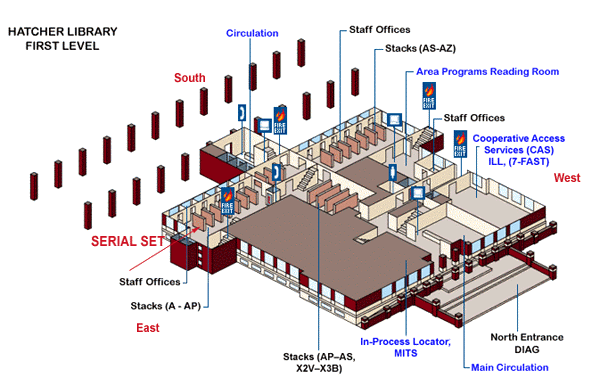 HATCHER LIBRARY
FIRST LEVEL
Circulation
Staff Offices
Stacks (AS-AZ)
South
Area Programs Reading Room
FIRE
EXIT
FIRE
EXIT
Staff Offices
FIRE
EXIT
Cooperative Access
Services (CAS)
ILL, (7-FAST)
West
FIRE
EXIT
SERIAL SET
Staff Offices
Stacks (A - AP)
East
Stacks (AP–AS,
X2V–X3B)
In-Process Locator,
MITS
North Entrance
DIAG
Main Circulation